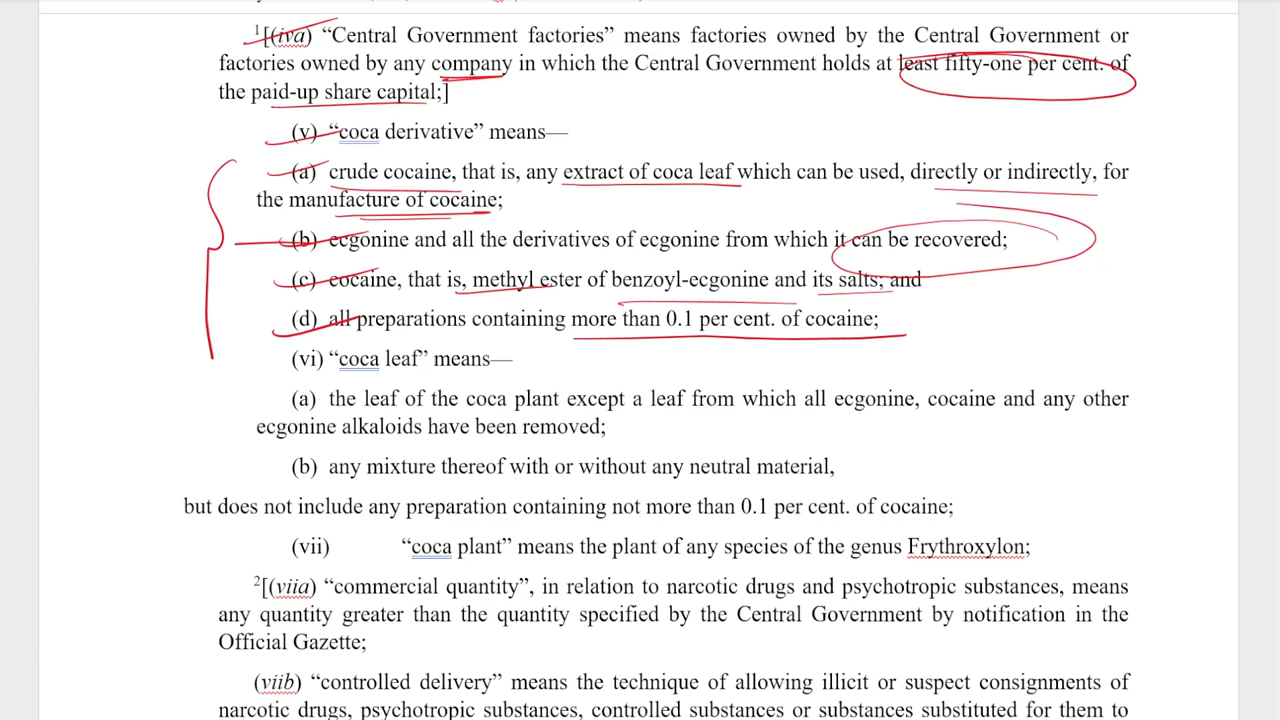 1[(iva) “Central Government factories” means factories owned by the Central Government or
factories owned by any company in which the Central Government holds at least fifty-one per cent. of
the paid-up share capital;]
(v) “coca derivative” means—
(a) crude cocaine, that is, any extract of coca leaf which can be used, directly or indirectly, for
the manufacture of cocaine;
(b) ecgonine and all the derivatives of ecgonine from which it can be recovered;
(c) cocaine, that is, methyl ester of benzoyl-ecgonine and its salts; and
(d) all preparations containing more than 0.1 per cent. of cocaine;
(vi) “coca leaf” means—
(a) the leaf of the coca plant except a leaf from which all ecgonine, cocaine and any other
ecgonine alkaloids have been removed;
(b) any mixture thereof with or without any neutral material,
but does not include any preparation containing not more than 0.1 per cent. of cocaine;
(vii) “coca plant” means the plant of any species of the genus Frythroxylon;
2[(viia) “commercial quantity”, in relation to narcotic drugs and psychotropic substances, means
any quantity greater than the quantity specified by the Central Government by notification in the
Official Gazette;
(viib) “controlled delivery” means the technique of allowing illicit or suspect consignments of
narcotic drugs, psychotropic substances, controlled substances or substances substituted for them to